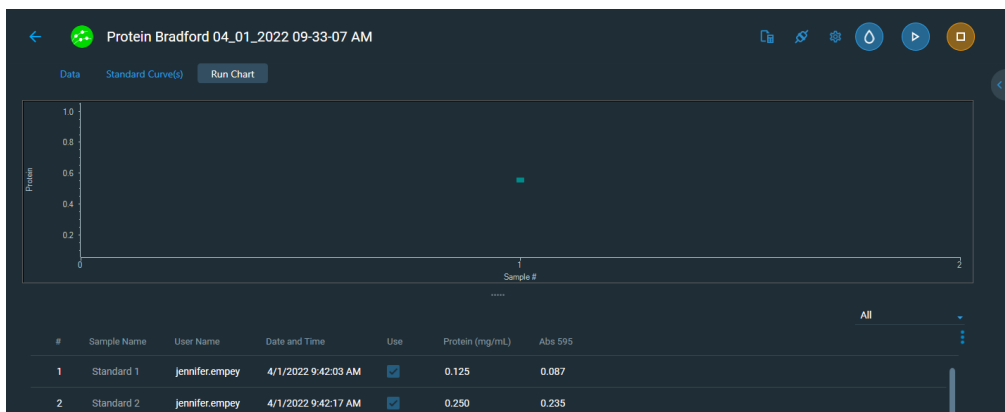 Protein Bradford 04_01_2022 09-33-07 AM
Data Standard Curve(s) Run Chart
1.0
0.8
0.6
0.4
0.2
Protein
0 1 2
Sample #
All
# Sample Name User Name Date and Time Use Protein (mg/mL) Abs 595
1 Standard 1 jennifer.empey 4/1/2022 9:42:03 AM 0.125 0.087
2 Standard 2 jennifer.empey 4/1/2022 9:42:17 AM 0.250 0.235